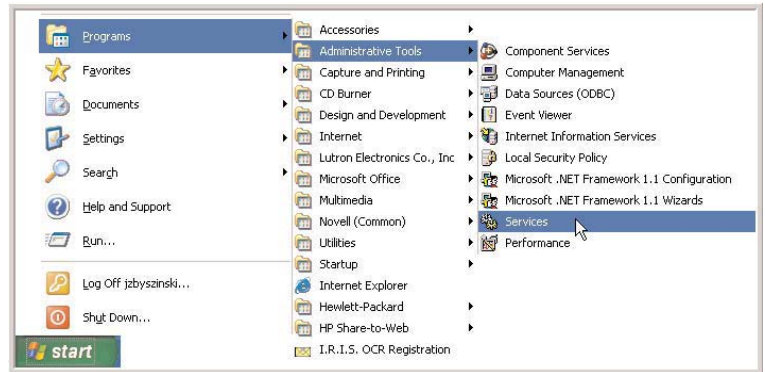 Programs
Favorites
Documents
Settings
Search
Help and Support
Run...
Log Off jzbyszinski...
Shut Down...
start
Accessories
Administrative Tools
Capture and Printing
CD Burner
Design and Development
Internet
Lutron Electronics Co., Inc
Microsoft Office
Multimedia
Novell (Common)
Utilities
Startup
Internet Explorer
Hewlett-Packard
HP Share-to-Web
I.R.I.S. OCR Registration
Component Services
Computer Management
Data Sources (ODBC)
Event Viewer
Internet Information Services
Local Security Policy
Microsoft .NET Framework 1.1 Configuration
Microsoft .NET Framework 1.1 Wizards
Services
Performance